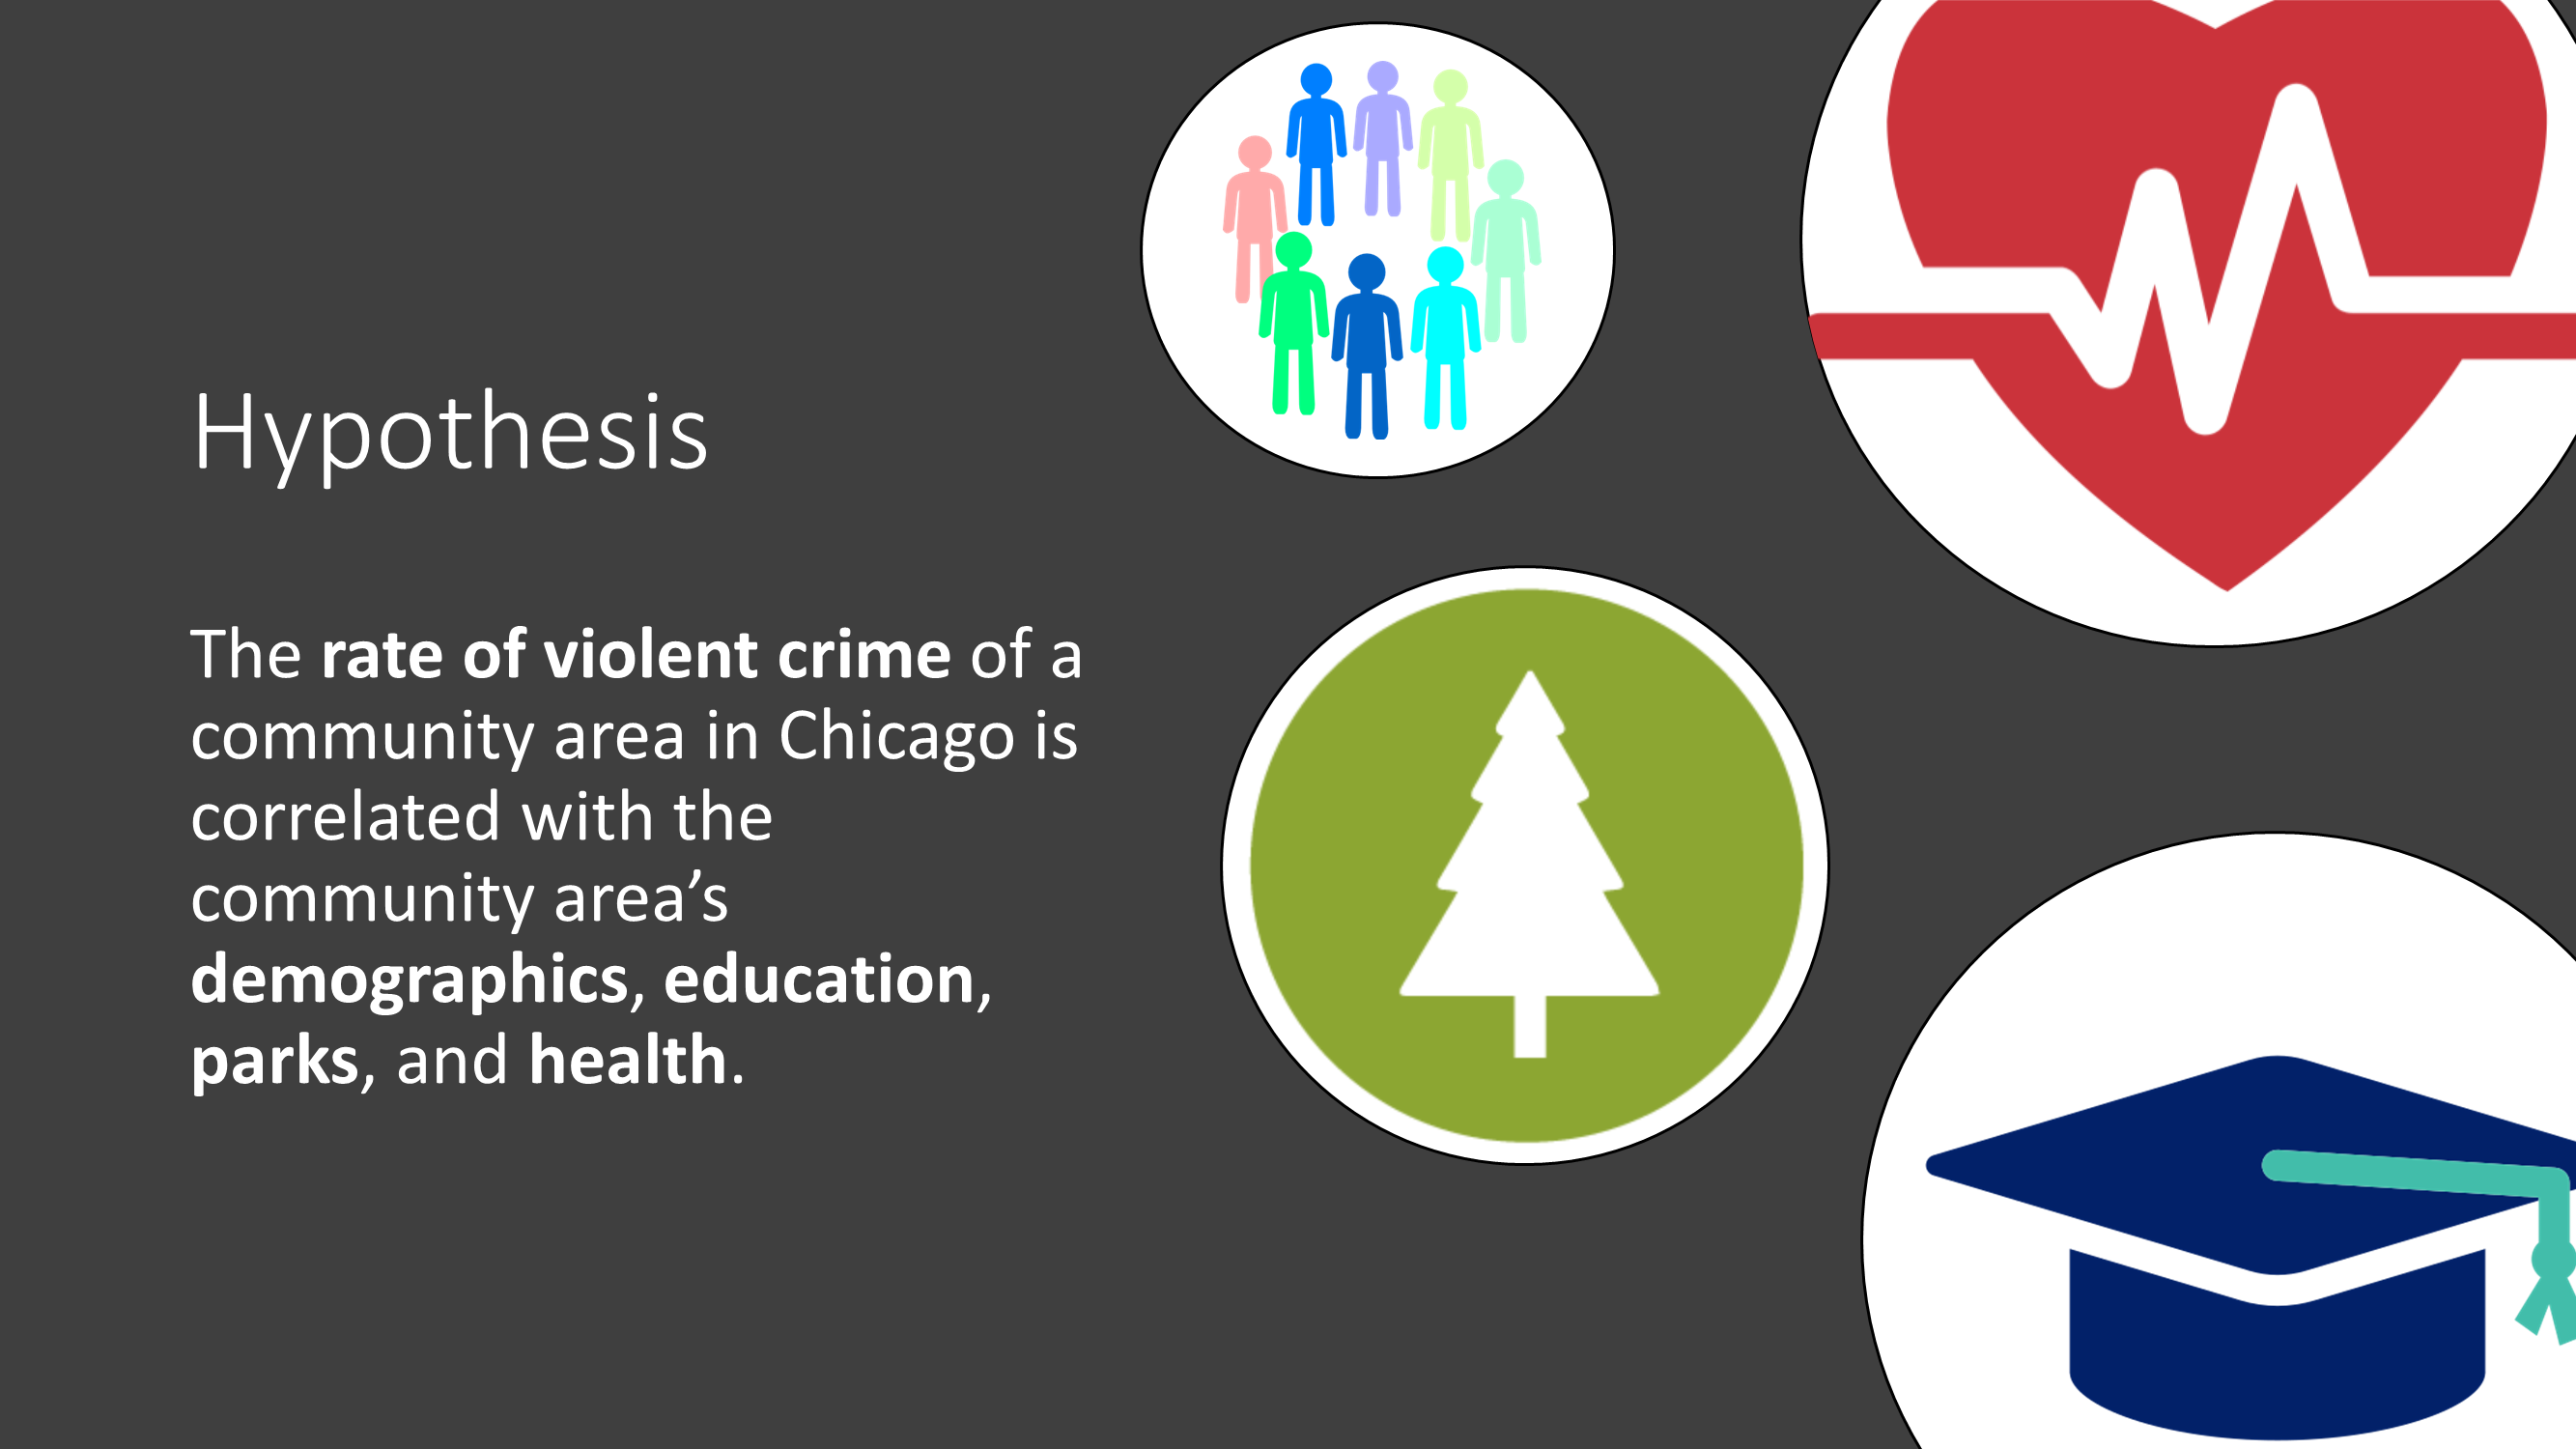 Hypothesis
The rate of violent crime of a
community area in Chicago is
correlated with the
community area’s
demographics, education,
parks, and health.